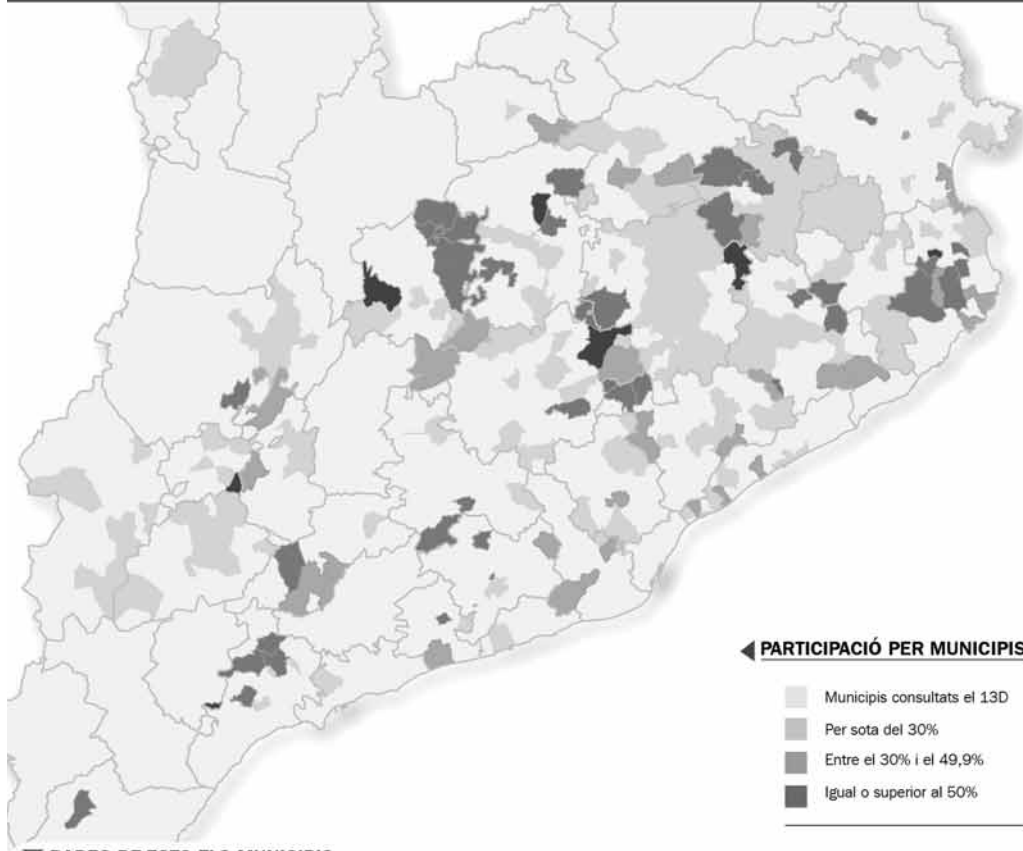 PARTICIPACIÓ PER MUNICIPIS
Municipis consultats el 13D
Per sota del 30%
Entre el 30% i el 49,9%
Igual o superior al 50%